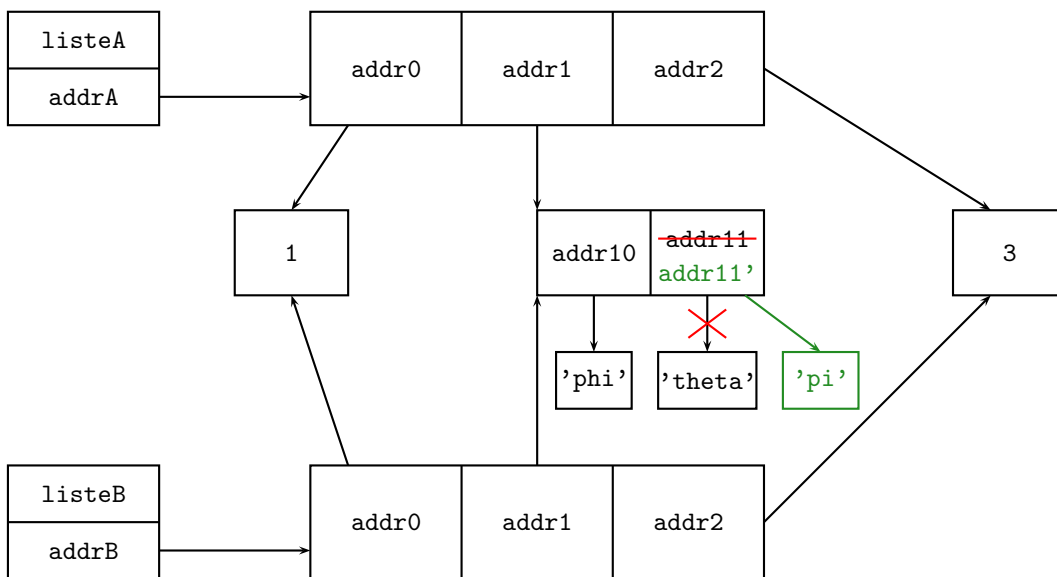 listeA
addrA
addr0 addr1 addr2
1
addr10 addr11
addr11'
3
’phi’ ’theta’ ’pi’
listeB
addrB
addr0 addr1 addr2